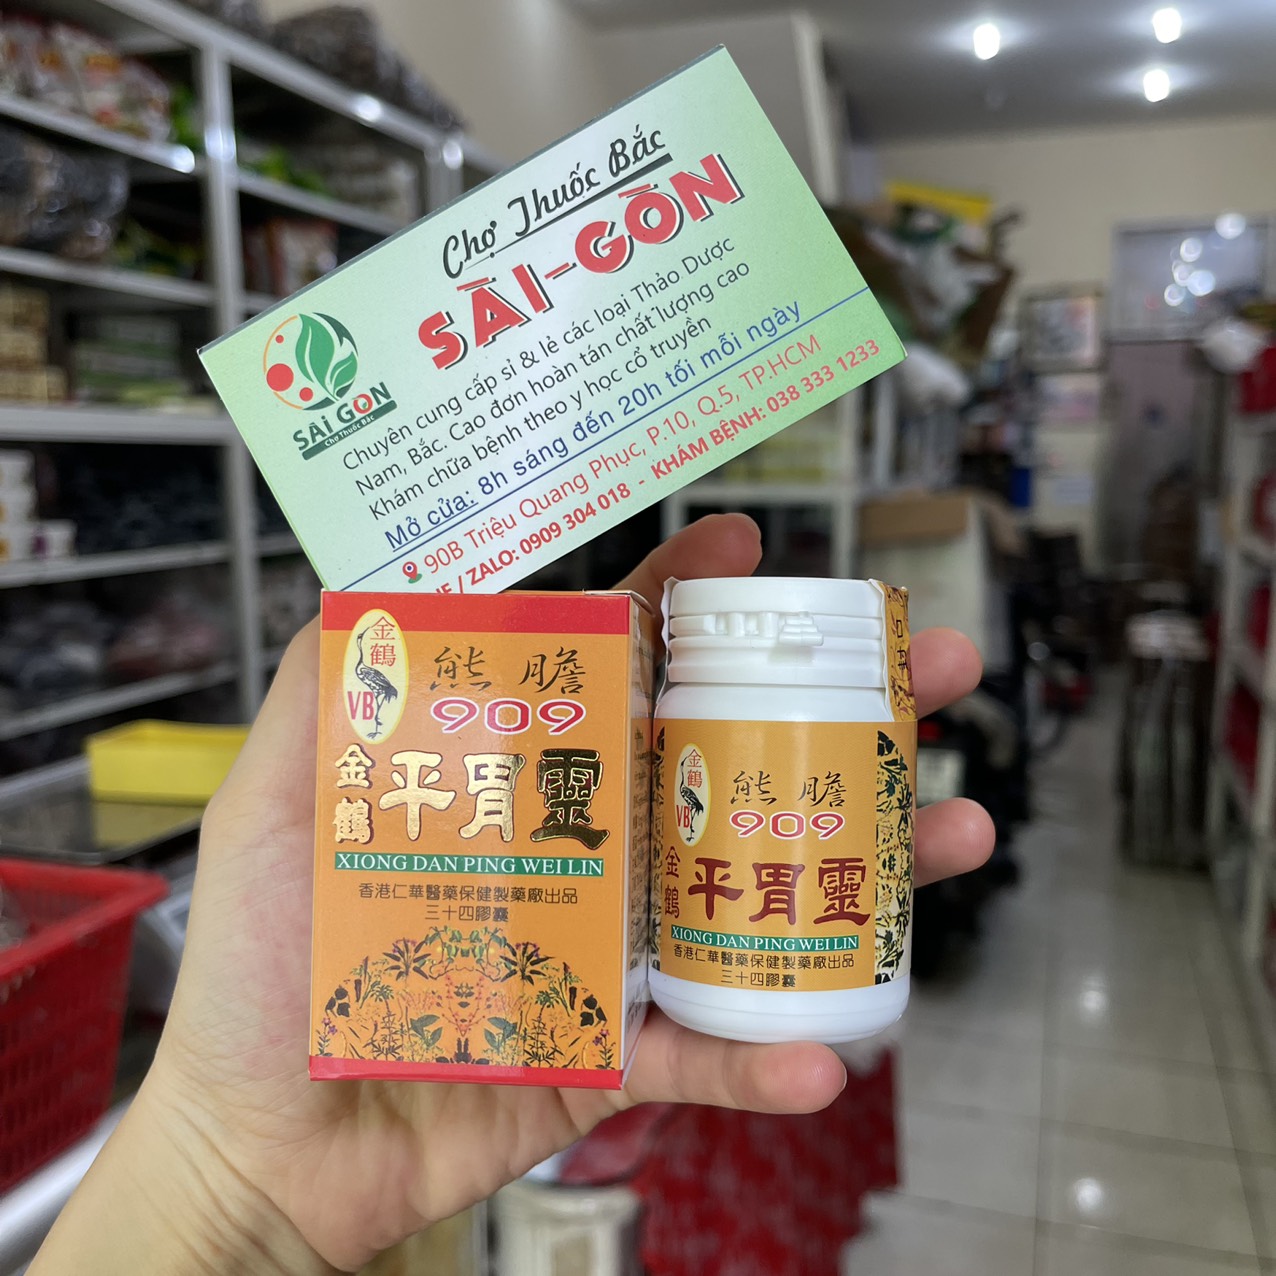 Chợ Thuốc Bắc
SÀI-GÒN
SÀI GÒN
Chợ Thuốc Bắc
Chuyên cung cấp sỉ & lẻ các loại Thảo Dược
Nam, Bắc. Cao đơn hoàn tán chất lượng cao
Khám chữa bệnh theo y học cổ truyền
Mở cửa: 8h sáng đến 20h tối mỗi ngày
90B Triệu Quang Phục, P.10, Q.5, TP.HCM
/ ZALO: 0909 304 018 - KHÁM BỆNH: 038 333 1233
金鶴
VB
熊膽
909
金鶴
平胃靈
XIONG DAN PING WEI LIN
香港仁華醫藥保健製藥廠出品
三十四膠囊
金鶴
VB
熊膽
909
金鶴
平胃靈
XIONG DAN PING WEI LIN
香港仁華醫藥保健製藥廠出品
三十四膠囊